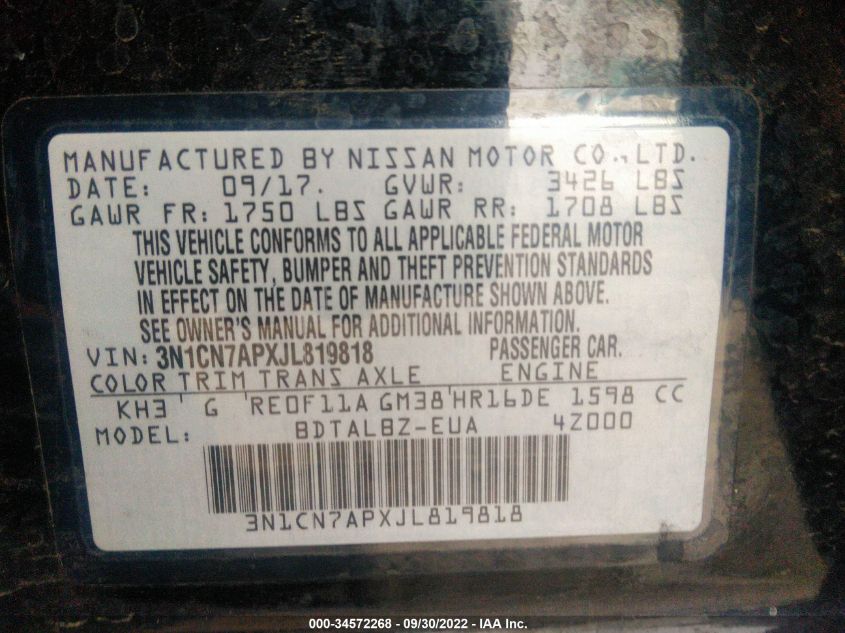 MANUFACTURED BY NISSAN MOTOR CO., LTD.
DATE: 09/17. GVWR: 3426 LBS
GAWR FR: 1750 LBS GAWR RR: 1708 LBS
THIS VEHICLE CONFORMS TO ALL APPLICABLE FEDERAL MOTOR
VEHICLE SAFETY, BUMPER AND THEFT PREVENTION STANDARDS
IN EFFECT ON THE DATE OF MANUFACTURE SHOWN ABOVE.
SEE OWNER'S MANUAL FOR ADDITIONAL INFORMATION.
VIN: 3N1CN7APXJL819818 PASSENGER CAR.
COLOR TRIM TRANS AXLE ENGINE
KH3 G RE0F11A GM38 HR16DE 1598 CC
MODEL: BDTALBZ-EUA 4Z000
3N1CN7APXJL819818
000-34572268 - 09/30/2022 - IAA Inc.